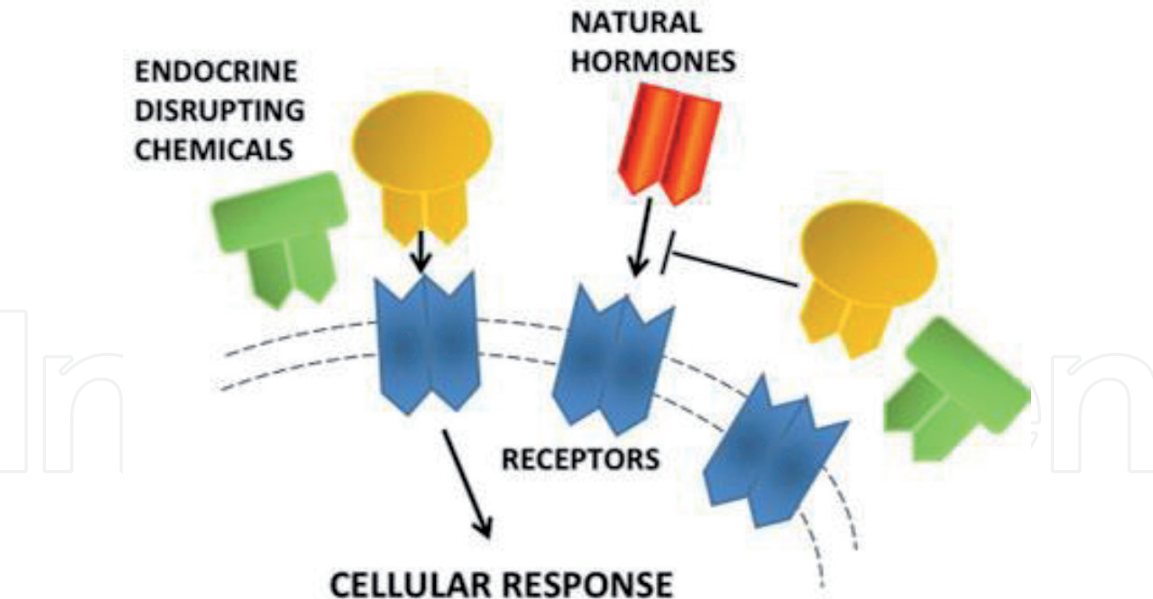 NATURAL
HORMONES
ENDOCRINE
DISRUPTING
CHEMICALS
RECEPTORS
CELLULAR RESPONSE